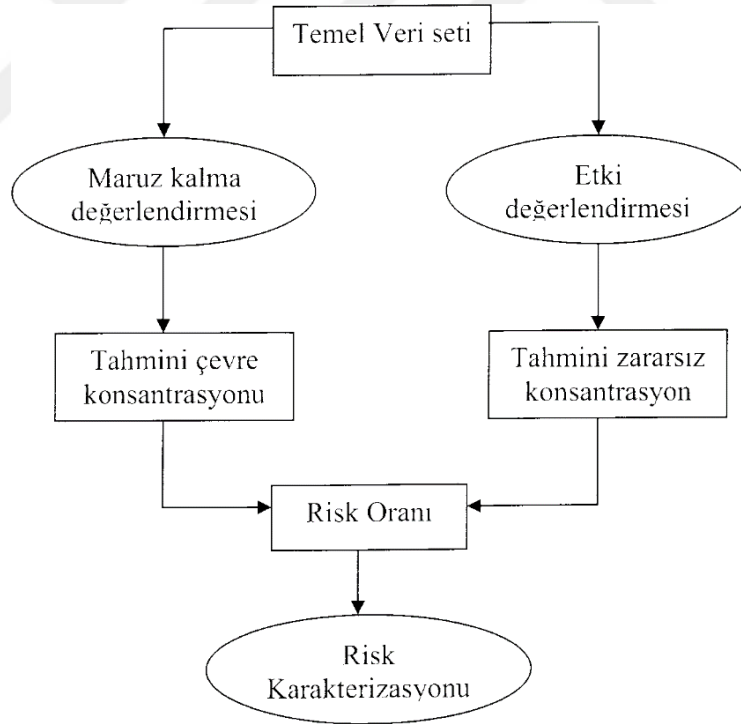 Temel Veri seti
Maruz kalma
değerlendirmesi
Etki
değerlendirmesi
Tahmini çevre
konsantrasyonu
Tahmini zararsız
konsantrasyon
Risk Oranı
Risk
Karakterizasyonu